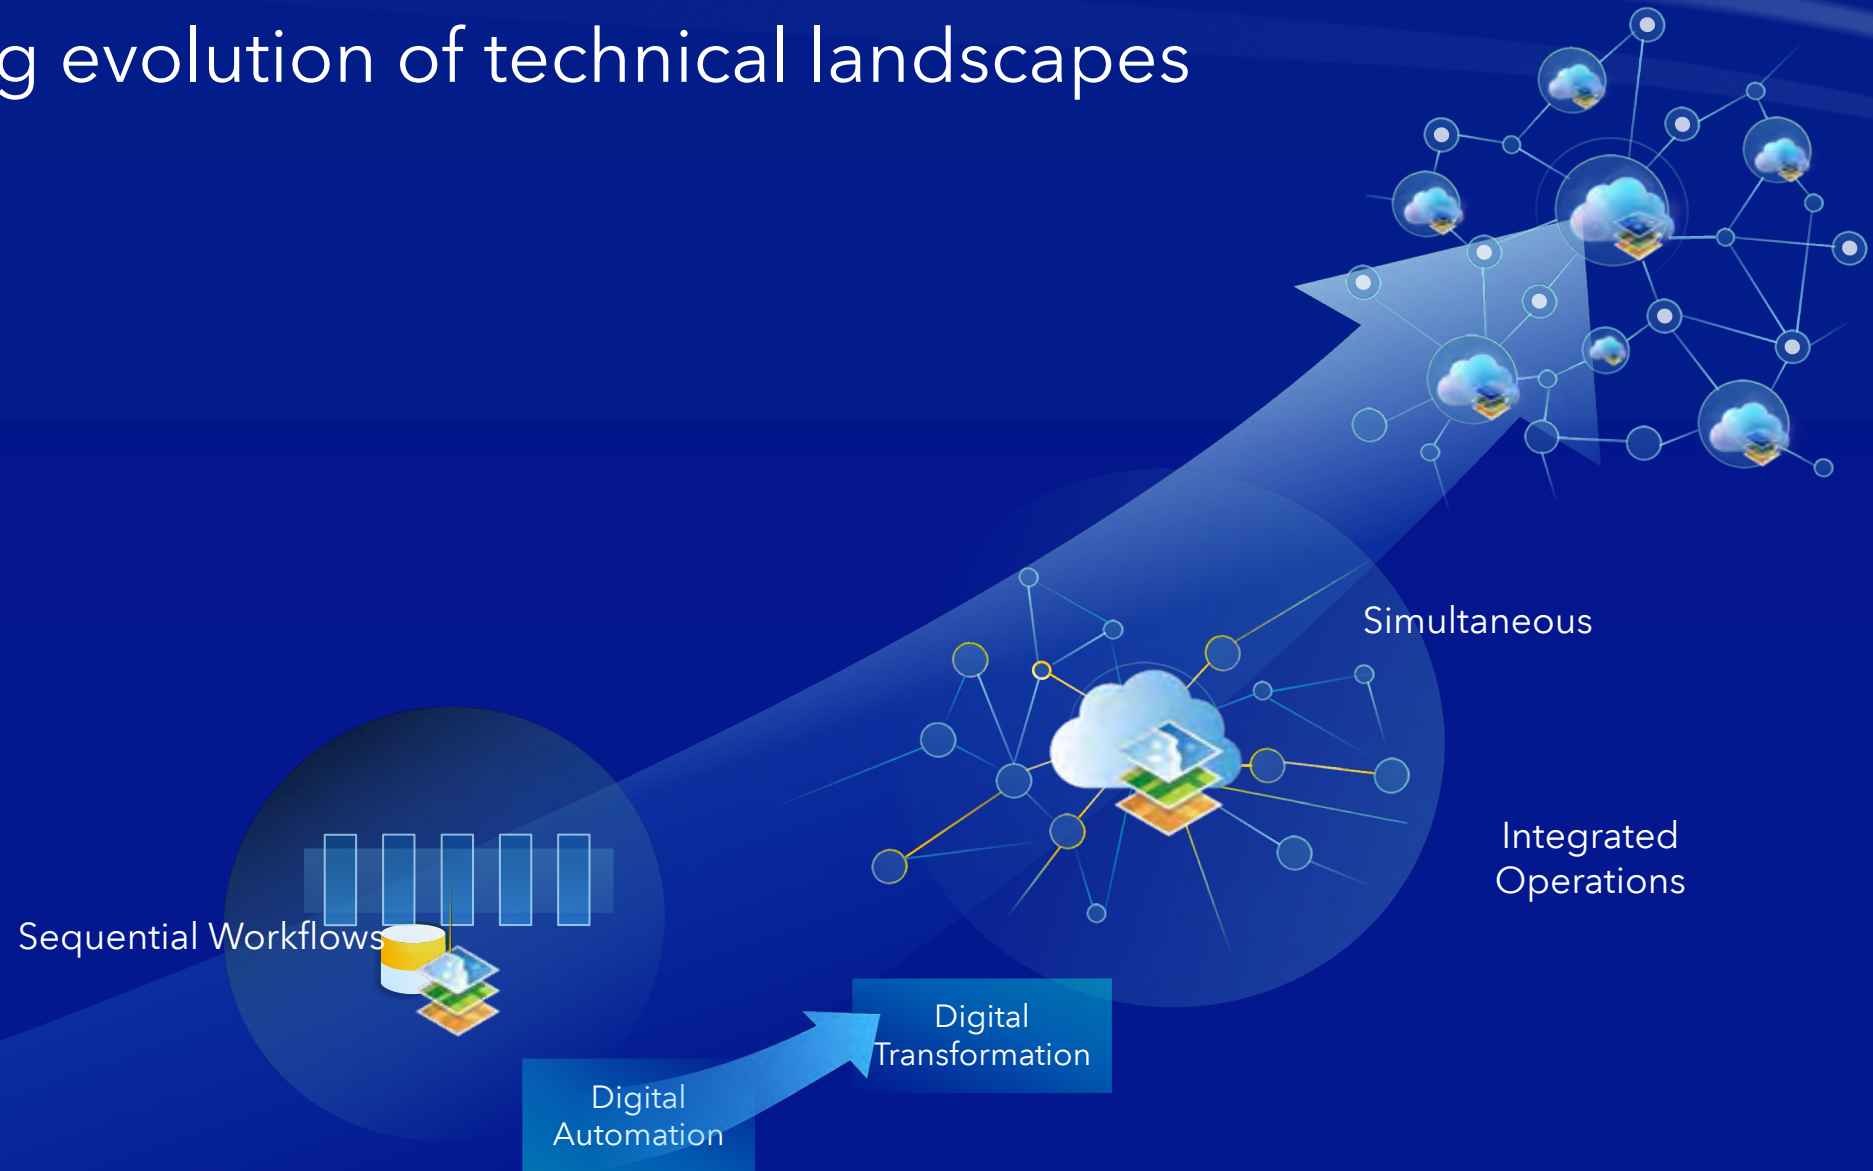 g evolution of technical landscapes
Simultaneous
Integrated
Operations
Sequential Workflows
Digital
Transformation
Digital
Automation